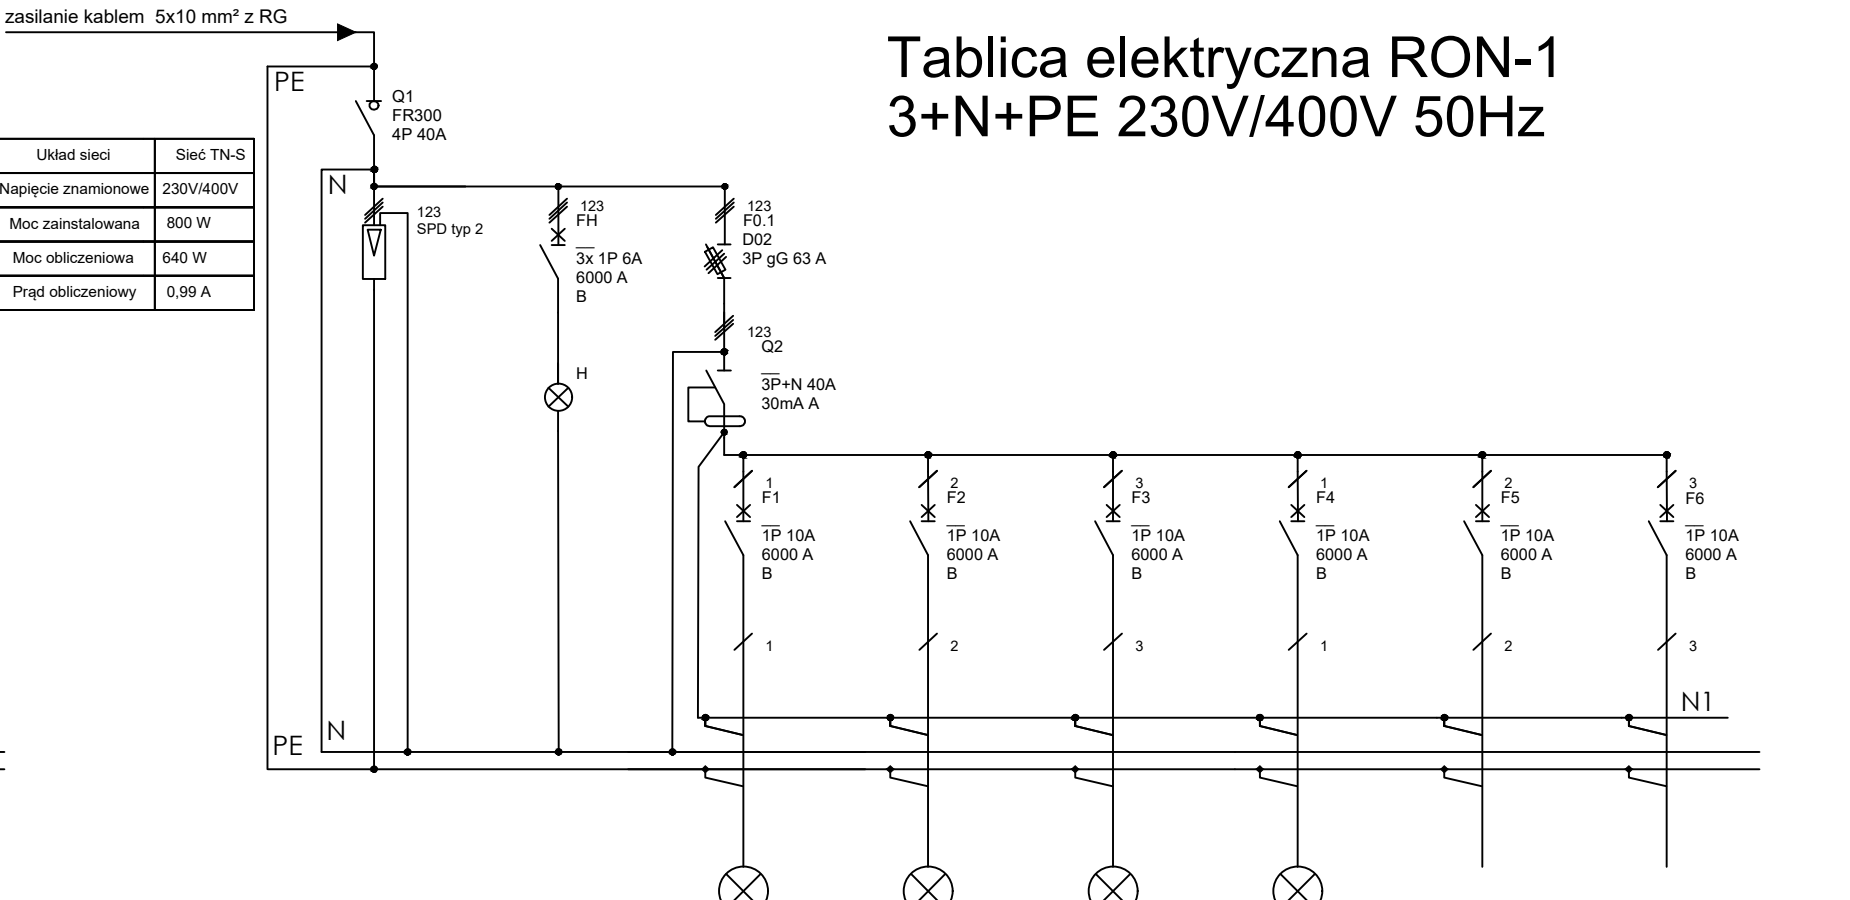 zasilanie kablem 5x10 mm² z RG
Tablica elektryczna RON-1
3+N+PE 230V/400V 50Hz
PE
Q1
FR300
4P 40A
Układ sieci Sieć TN-S
Napięcie znamionowe 230V/400V
Moc zainstalowana 800 W
Moc obliczeniowa 640 W
Prąd obliczeniowy 0,99 A
N
123
SPD typ 2
123
FH
3x 1P 6A
6000 A
B
H
123
F0.1
D02
3P gG 63 A
123
Q2
3P+N 40A
30mA A
1
F1
1P 10A
6000 A
B
1
2
F2
1P 10A
6000 A
B
2
3
F3
1P 10A
6000 A
B
3
1
F4
1P 10A
6000 A
B
1
2
F5
1P 10A
6000 A
B
2
3
F6
1P 10A
6000 A
B
3
N1
N
PE